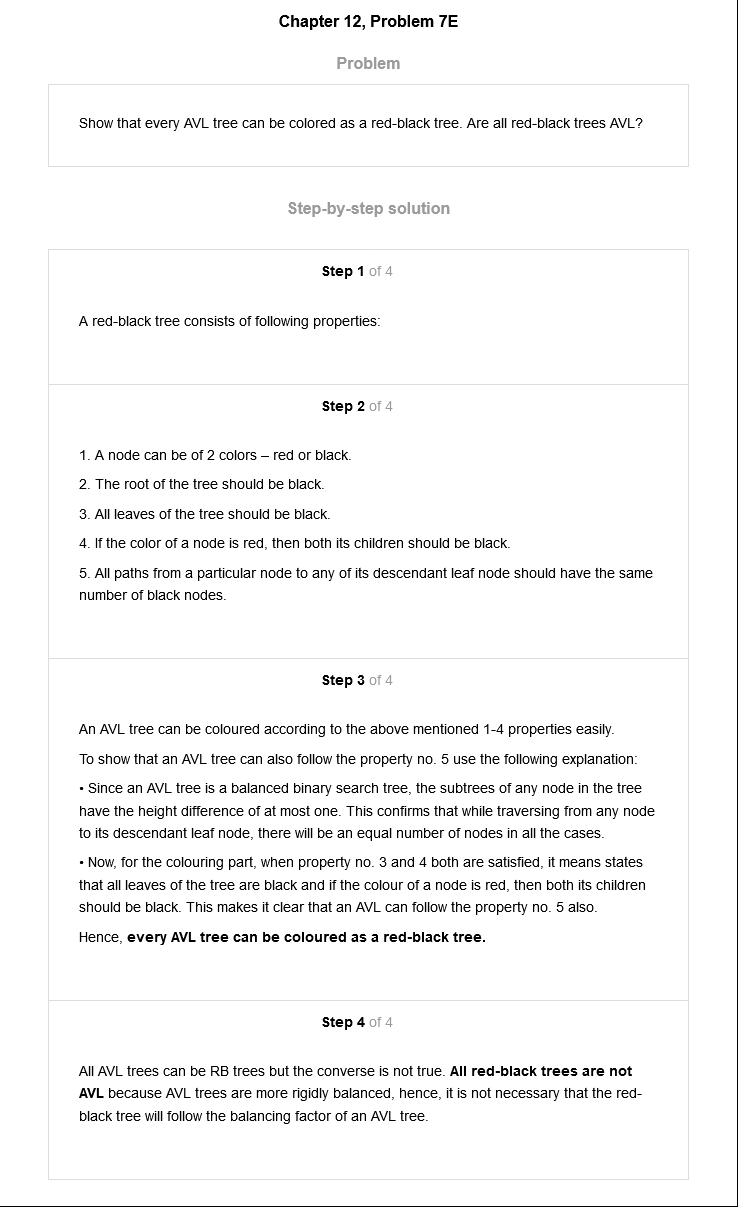 Chapter 12, Problem 7E
Problem
Show that every AVL tree can be colored as a red-black tree. Are all red-black trees AVL?
Step-by-step solution
Step 1 of 4
A red-black tree consists of following properties:
Step 2 of 4
1. A node can be of 2 colors – red or black.
2. The root of the tree should be black.
3. All leaves of the tree should be black.
4. If the color of a node is red, then both its children should be black.
5. All paths from a particular node to any of its descendant leaf node should have the same
number of black nodes.
Step 3 of 4
An AVL tree can be coloured according to the above mentioned 1-4 properties easily.
To show that an AVL tree can also follow the property no. 5 use the following explanation:
• Since an AVL tree is a balanced binary search tree, the subtrees of any node in the tree
have the height difference of at most one. This confirms that while traversing from any node
to its descendant leaf node, there will be an equal number of nodes in all the cases.
• Now, for the colouring part, when property no. 3 and 4 both are satisfied, it means states
that all leaves of the tree are black and if the colour of a node is red, then both its children
should be black. This makes it clear that an AVL can follow the property no. 5 also.
Hence, every AVL tree can be coloured as a red-black tree.
Step 4 of 4
All AVL trees can be RB trees but the converse is not true. All red-black trees are not
AVL because AVL trees are more rigidly balanced, hence, it is not necessary that the red-
black tree will follow the balancing factor of an AVL tree.